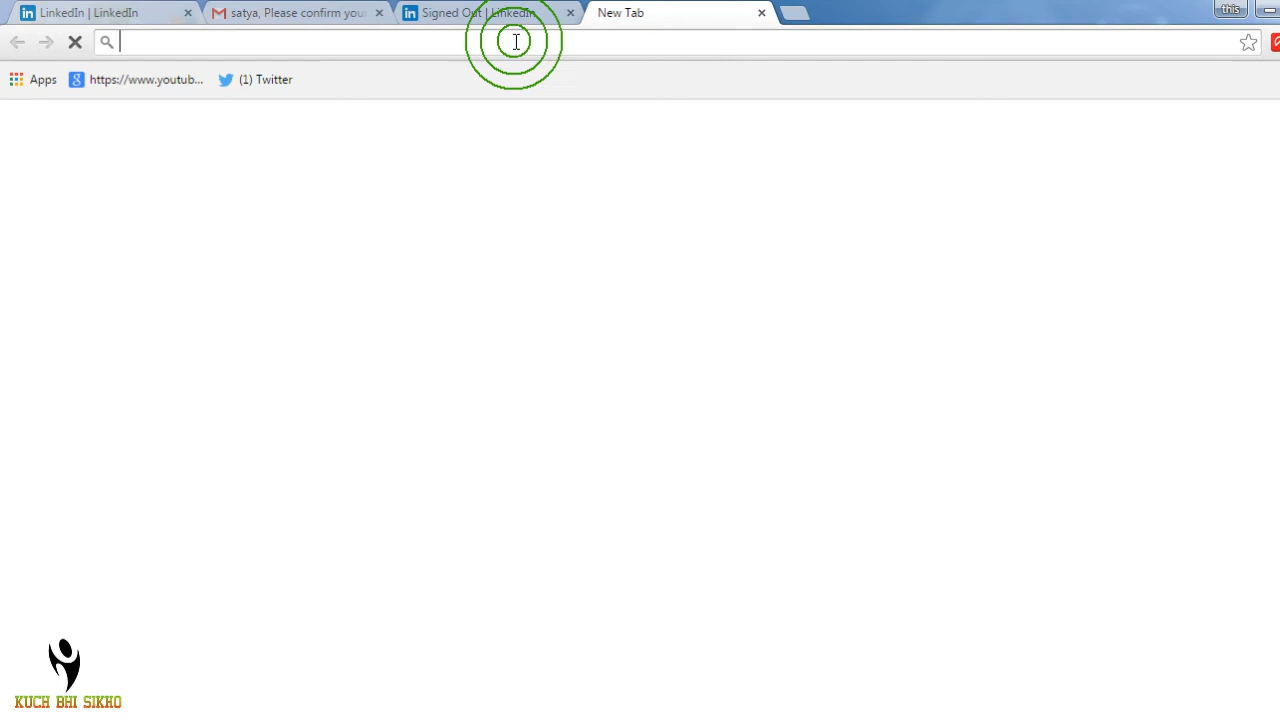 LinkedIn | LinkedIn
satya, Please confirm your
Signed Out | LinkedIn
New Tab
this
Apps
https://www.youtub...
(1) Twitter
KUCH BHI SIKHO